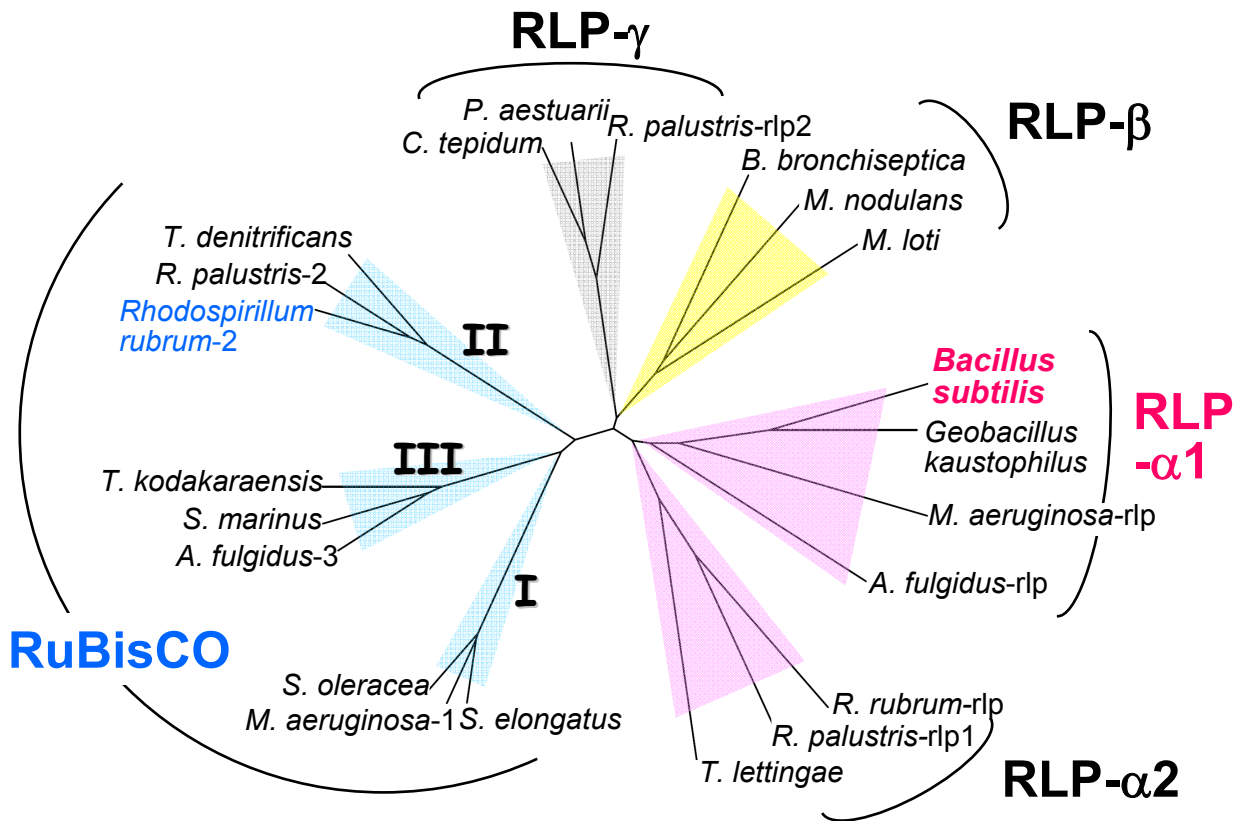 RLP-γ
P. aestuarii
R. palustris-rlp2
C. tepidum
RLP-β
B. bronchiseptica
M. nodulans
M. loti
T. denitrificans
R. palustris-2
Rhodospirillum
rubrum-2
II
Bacillus
subtilis
Geobacillus
kaustophilus
RLP
-α1
M. aeruginosa-rlp
A. fulgidus-rlp
III
T. kodakaraensis
S. marinus
A. fulgidus-3
I
RuBisCO
S. oleracea
M. aeruginosa-1
S. elongatus
R. rubrum-rlp
R. palustris-rlp1
T. lettingae
RLP-α2